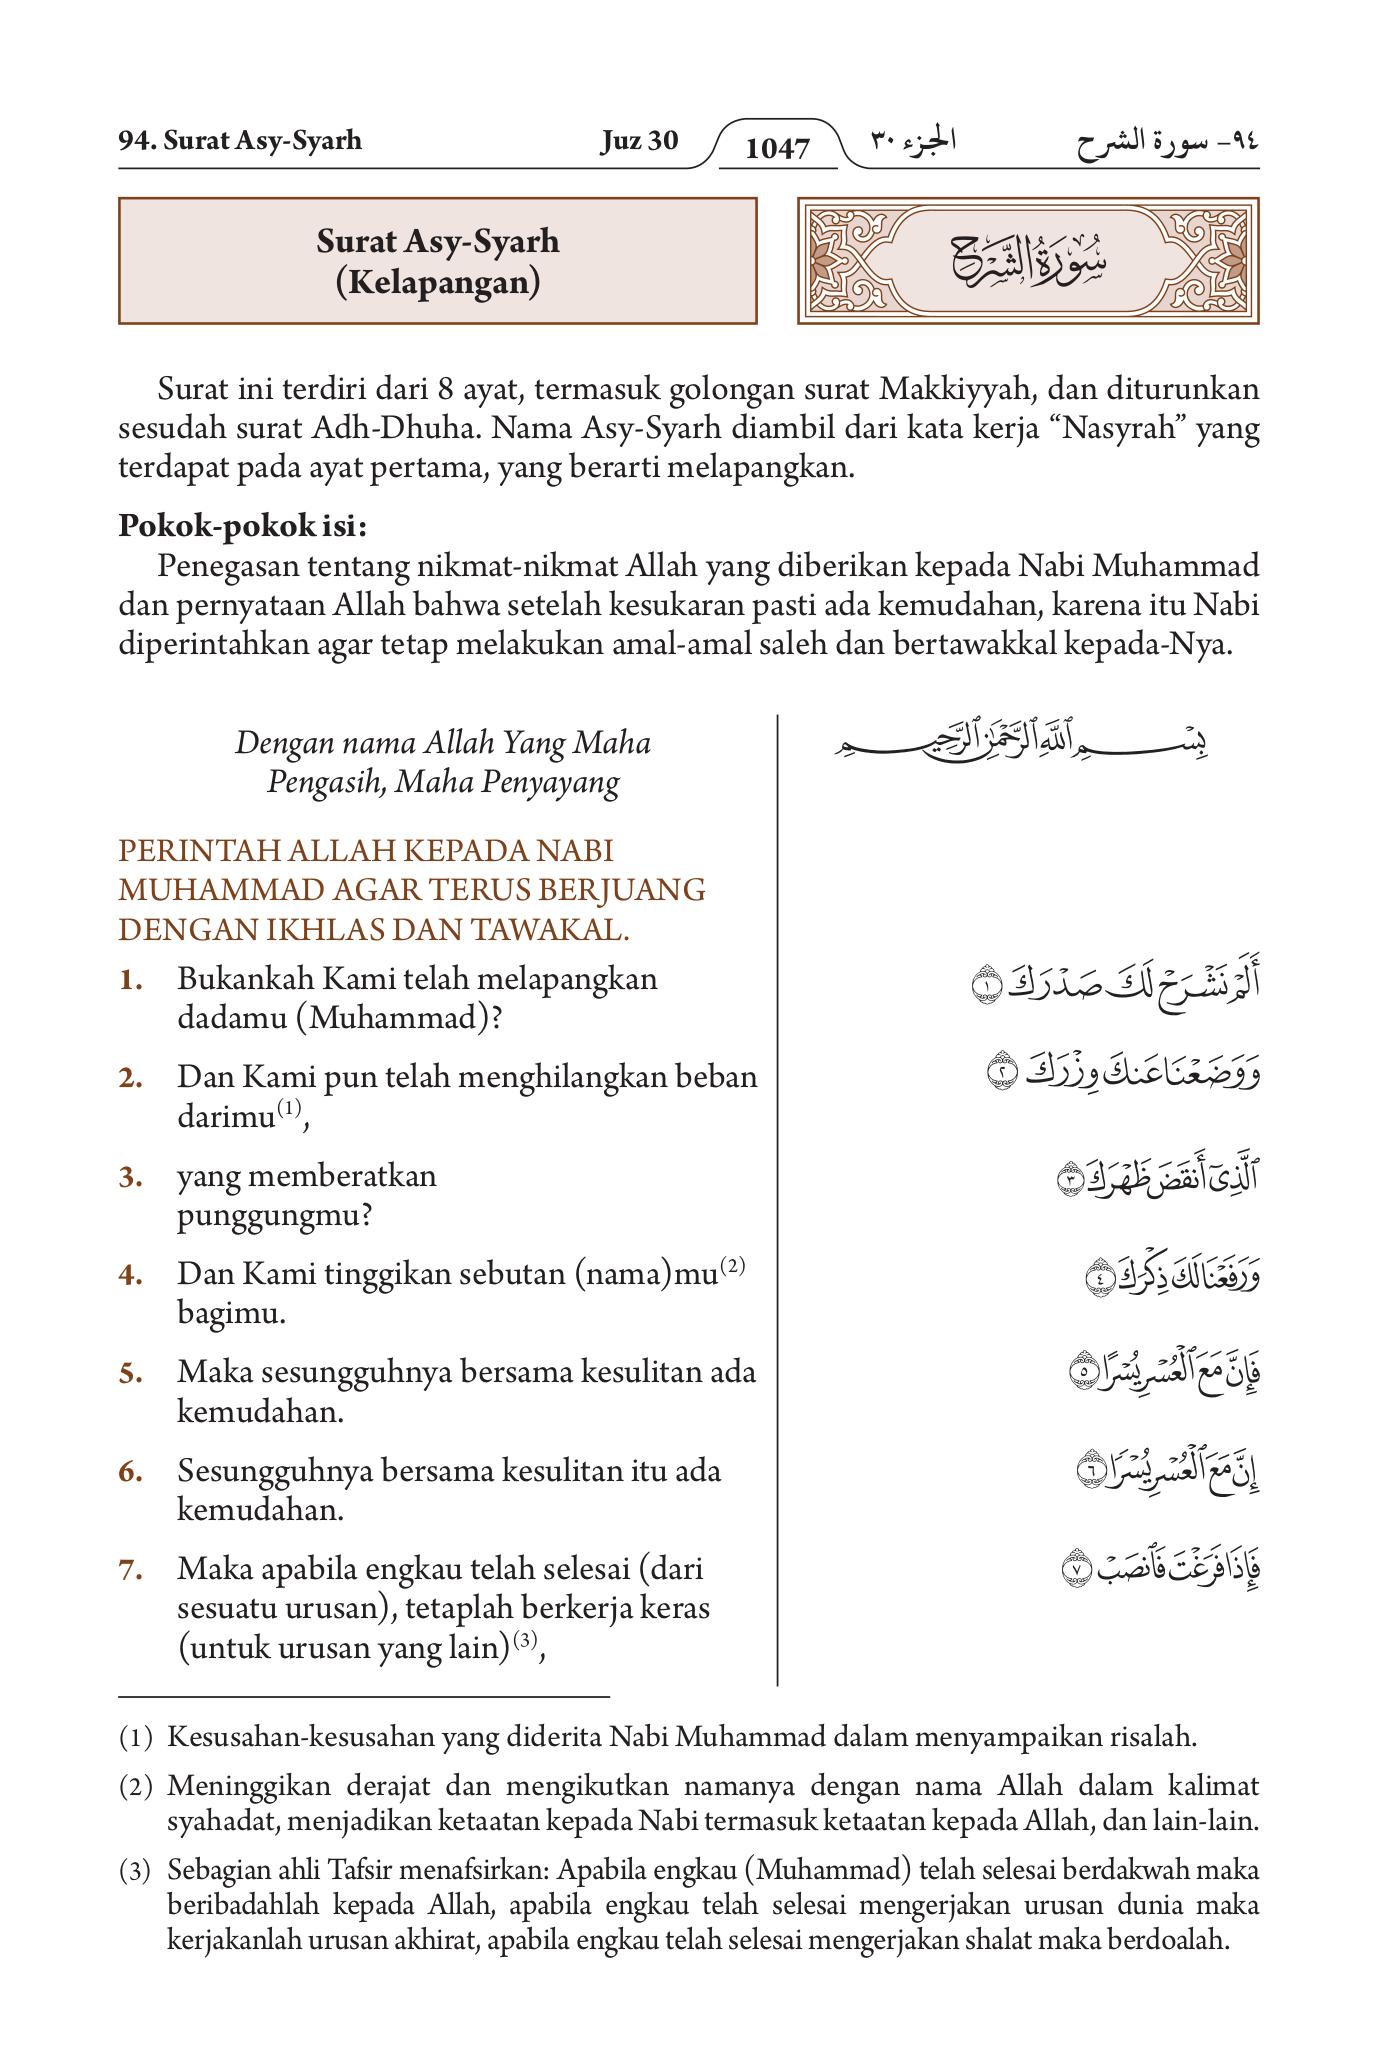 94. Surat Asy-Syarh Juz 30 1047 الجزء ٣٠ ٩٤- سورة الشرح
Surat Asy-Syarh
(Kelapangan)
سُورَةُ الشَّرْحِ
Surat ini terdiri dari 8 ayat, termasuk golongan surat Makkiyyah, dan diturunkan
sesudah surat Adh-Dhuha. Nama Asy-Syarh diambil dari kata kerja “Nasyrah” yang
terdapat pada ayat pertama, yang berarti melapangkan.
Pokok-pokok isi:
Penegasan tentang nikmat-nikmat Allah yang diberikan kepada Nabi Muhammad
dan pernyataan Allah bahwa setelah kesukaran pasti ada kemudahan, karena itu Nabi
diperintahkan agar tetap melakukan amal-amal saleh dan bertawakkal kepada-Nya.
Dengan nama Allah Yang Maha
Pengasih, Maha Penyayang
PERINTAH ALLAH KEPADA NABI
MUHAMMAD AGAR TERUS BERJUANG
DENGAN IKHLAS DAN TAWAKAL.
1. Bukankah Kami telah melapangkan
dadamu (Muhammad)?
2. Dan Kami pun telah menghilangkan beban
darimu(1),
3. yang memberatkan
punggungmu?
4. Dan Kami tinggikan sebutan (nama)mu(2)
bagimu.
5. Maka sesungguhnya bersama kesulitan ada
kemudahan.
6. Sesungguhnya bersama kesulitan itu ada
kemudahan.
7. Maka apabila engkau telah selesai (dari
sesuatu urusan), tetaplah berkerja keras
(untuk urusan yang lain)(3),
بِسْمِ ٱللَّهِ ٱلرَّحْمَٰنِ ٱلرَّحِيمِ
أَلَمْ نَشْرَحْ لَكَ صَدْرَكَ ١
وَوَضَعْنَا عَنكَ وِزْرَكَ ٢
ٱلَّذِىٓ أَنقَضَ ظَهْرَكَ ٣
وَرَفَعْنَا لَكَ ذِكْرَكَ ٤
فَإِنَّ مَعَ ٱلْعُسْرِ يُسْرًا ٥
إِنَّ مَعَ ٱلْعُسْرِ يُسْرًا ٦
فَإِذَا فَرَغْتَ فَٱنصَبْ ٧
(1) Kesusahan-kesusahan yang diderita Nabi Muhammad dalam menyampaikan risalah.
(2) Meninggikan derajat dan mengikutkan namanya dengan nama Allah dalam kalimat
syahadat, menjadikan ketaatan kepada Nabi termasuk ketaatan kepada Allah, dan lain-lain.
(3) Sebagian ahli Tafsir menafsirkan: Apabila engkau (Muhammad) telah selesai berdakwah maka
beribadahlah kepada Allah, apabila engkau telah selesai mengerjakan urusan dunia maka
kerjakanlah urusan akhirat, apabila engkau telah selesai mengerjakan shalat maka berdoalah.